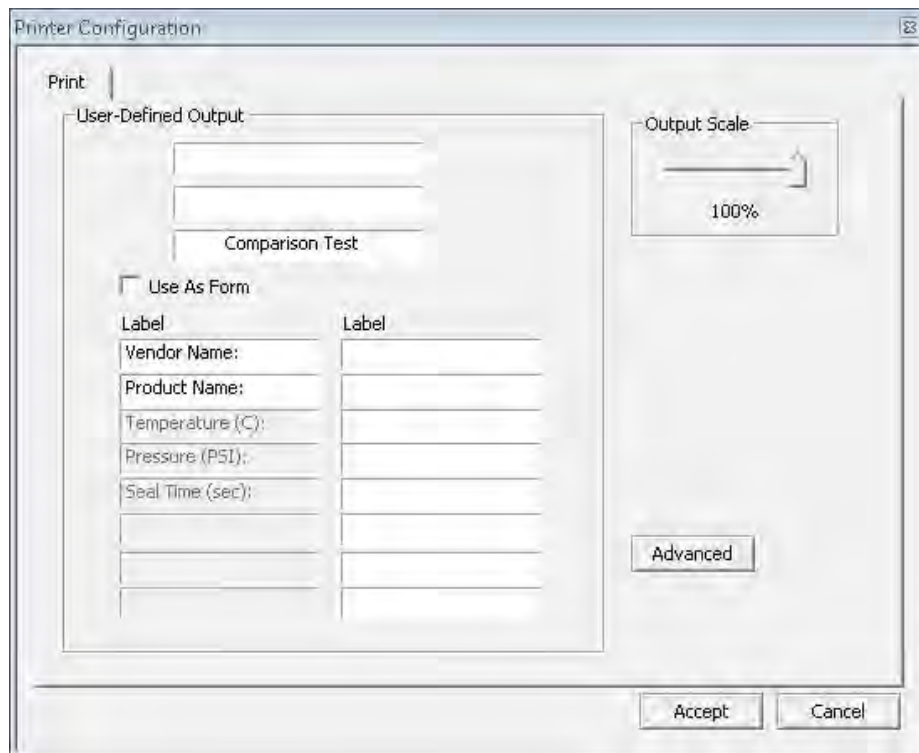 Printer Configuration
Print
User-Defined Output
Output Scale
100%
Comparison Test
Use As Form
Label Label
Vendor Name:
Product Name:
Temperature (C):
Pressure (PSI):
Seal Time (sec):
Advanced
Accept Cancel